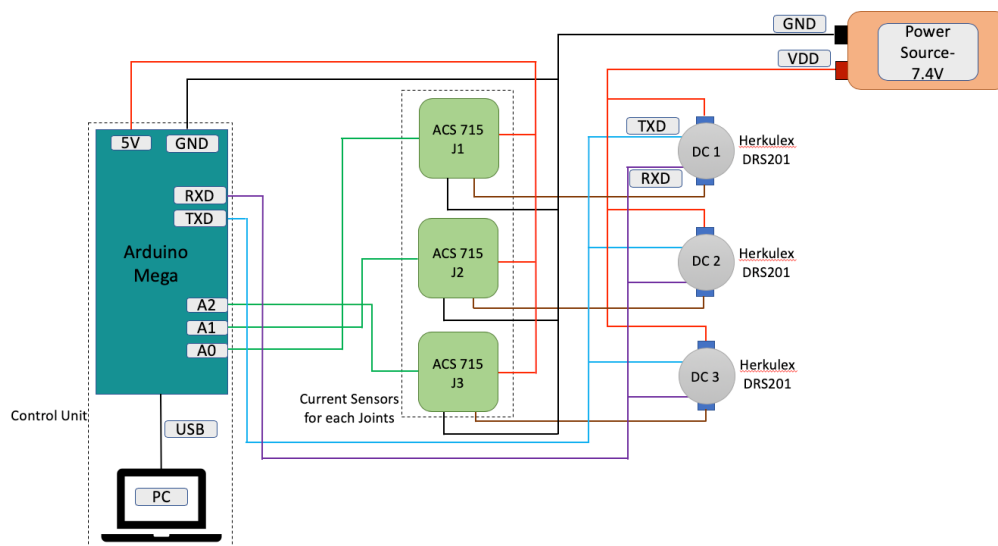 GND
Power
Source-
7.4V
VDD
5V
GND
ACS 715
J1
TXD
DC 1
Herkulex
DRS201
RXD
RXD
TXD
Arduino
Mega
ACS 715
J2
DC 2
Herkulex
DRS201
A2
A1
A0
ACS 715
J3
DC 3
Herkulex
DRS201
Current Sensors
for each Joints
Control Unit
USB
PC